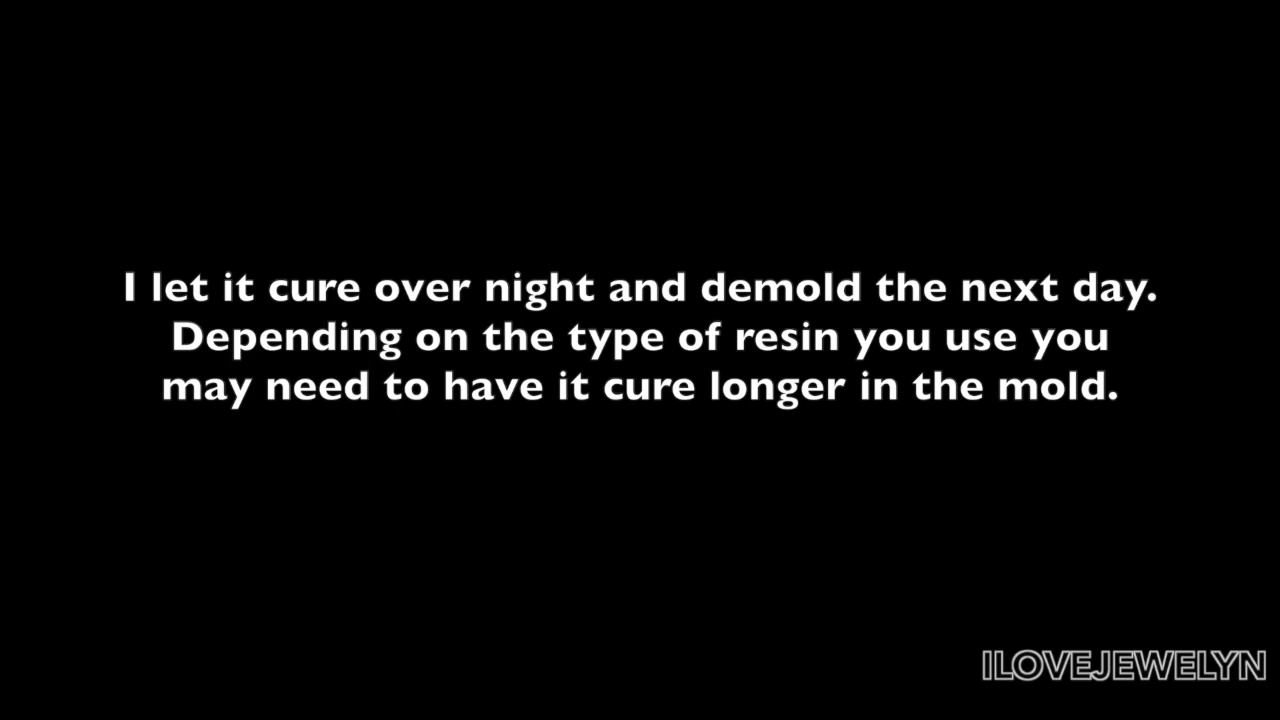 I let it cure over night and demold the next day.
Depending on the type of resin you use you
may need to have it cure longer in the mold.
ILOVEJEWELYN